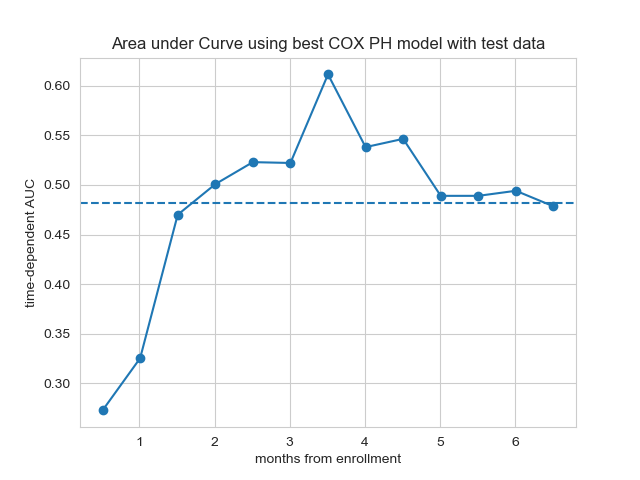 Area under Curve using best COX PH model with test data
time-dependent AUC
0.60
0.55
0.50
0.45
0.40
0.35
0.30
1 2 3 4 5 6
months from enrollment